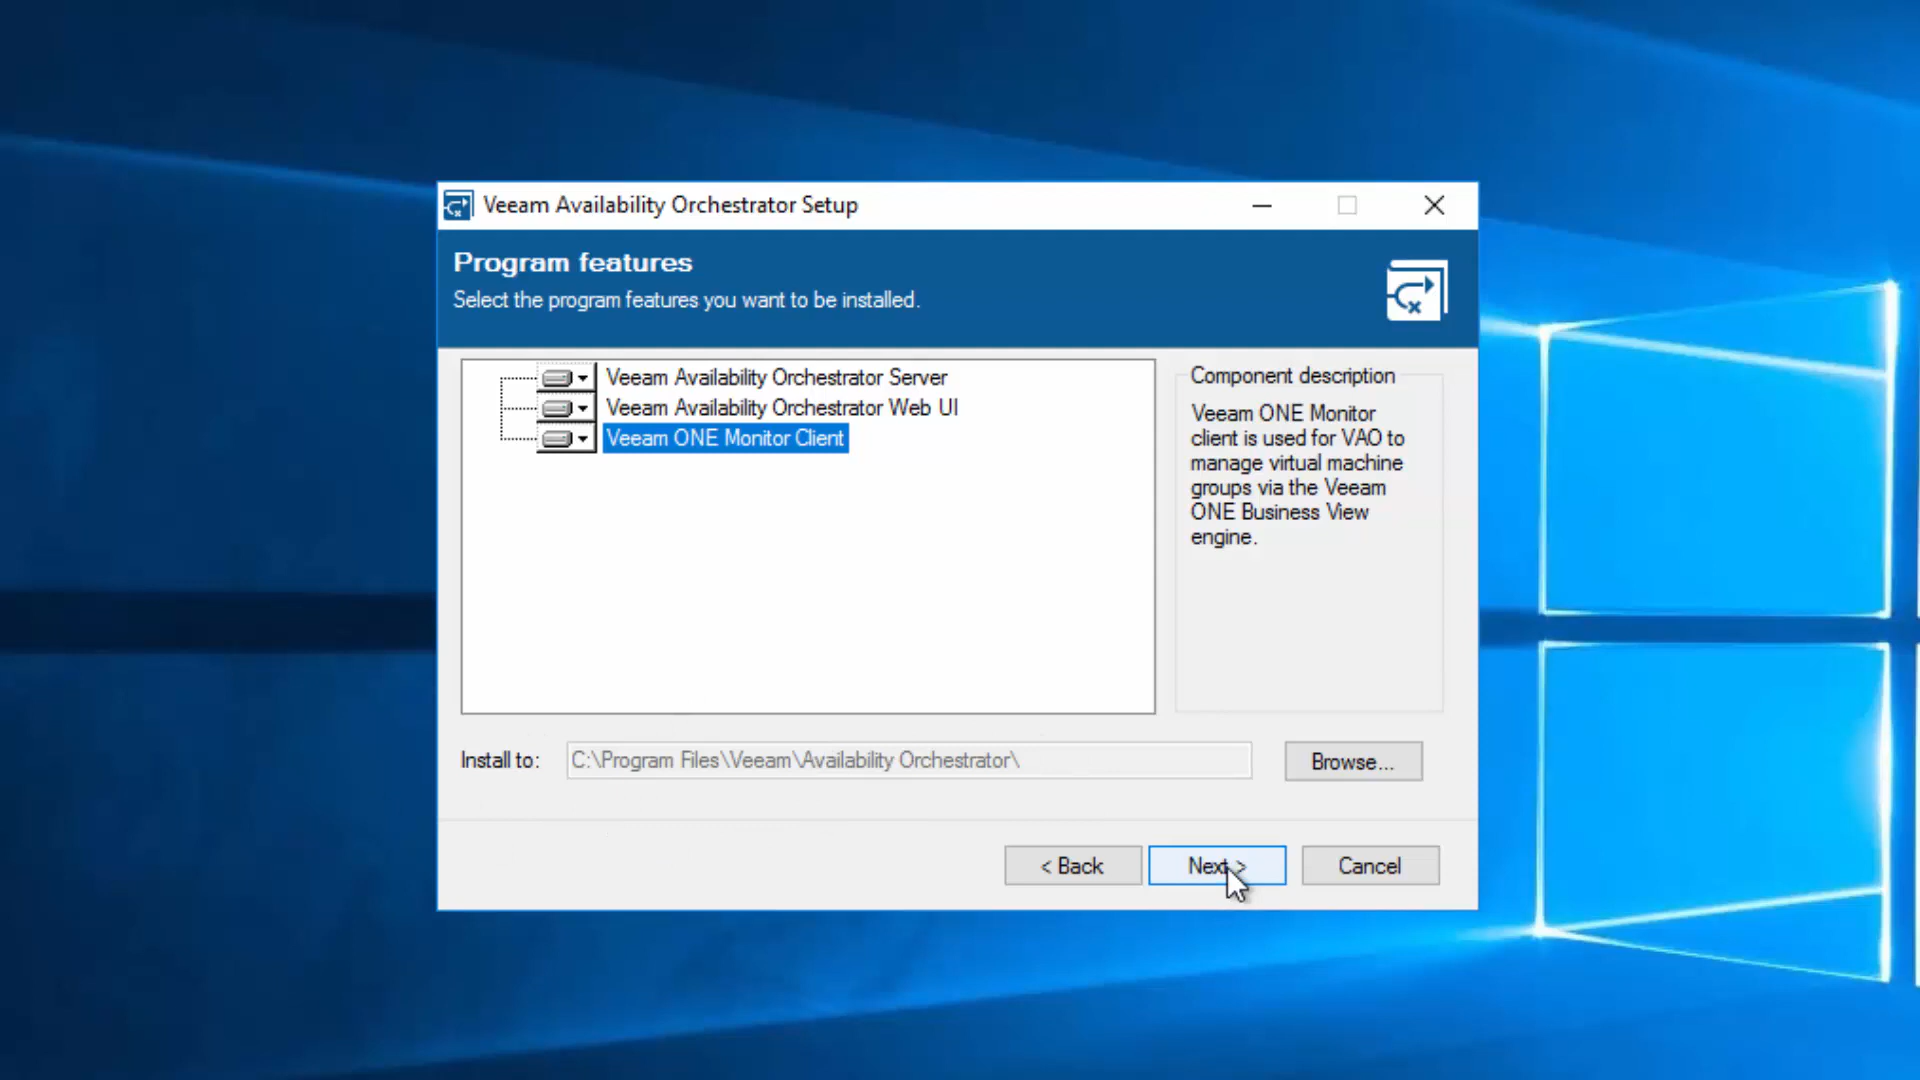 Veeam Availability Orchestrator Setup
Program features
Select the program features you want to be installed.
Veeam Availability Orchestrator Server
Veeam Availability Orchestrator Web UI
Veeam ONE Monitor Client
Component description
Veeam ONE Monitor
client is used for VAO to
manage virtual machine
groups via the Veeam
ONE Business View
engine.
Install to:
C:\Program Files\Veeam\Availability Orchestrator\
Browse...
< Back
Next >
Cancel